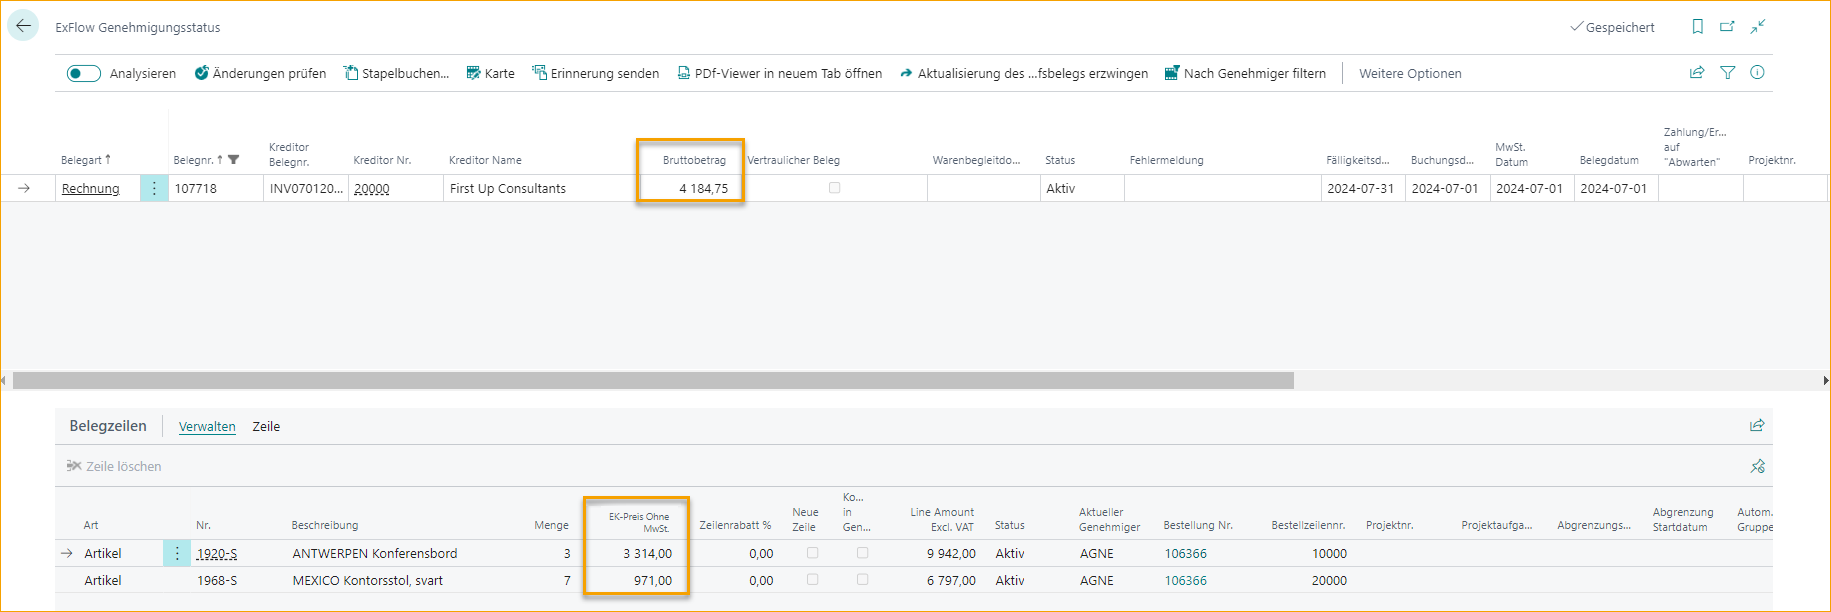 ExFlow Genehmigungsstatus
Gespeichert
Analysieren Änderungen prüfen Stapelbuchen... Karte Erinnerung senden PDf-Viewer in neuem Tab öffnen Aktualisierung des ...fsbelegs erzwingen Nach Genehmiger filtern Weitere Optionen
Belegart ↑ Belegnr. ↑ Kreditor Belegnr. Kreditor Nr. Kreditor Name Bruttobetrag Vertraulicher Beleg Warenbegleitdo... Status Fehlermeldung Fälligkeitsd... Buchungsd... MwSt. Datum Belegdatum Zahlung/Er... auf "Abwarten" Projektnr.
Rechnung 107718 INV070120... 20000 First Up Consultants 4 184,75 Aktiv 2024-07-31 2024-07-01 2024-07-01 2024-07-01
Belegzeilen Verwalten Zeile
Zeile löschen
Art Nr. Beschreibung Menge EK-Preis Ohne MwSt. Zeilenrabatt % Neue Zeile Ko... in Gen... Line Amount Excl. VAT Status Aktueller Genehmiger Bestellung Nr. Bestellzeilennr. Projektnr. Projektaufga... Abgrenzungs... Abgrenzung Startdatum Autom. Gruppe
Artikel 1920-S ANTWERPEN Konferensbord 3 3 314,00 0,00 9 942,00 Aktiv AGNE 106366 10000
Artikel 1968-S MEXICO Kontorsstol, svart 7 971,00 0,00 6 797,00 Aktiv AGNE 106366 20000